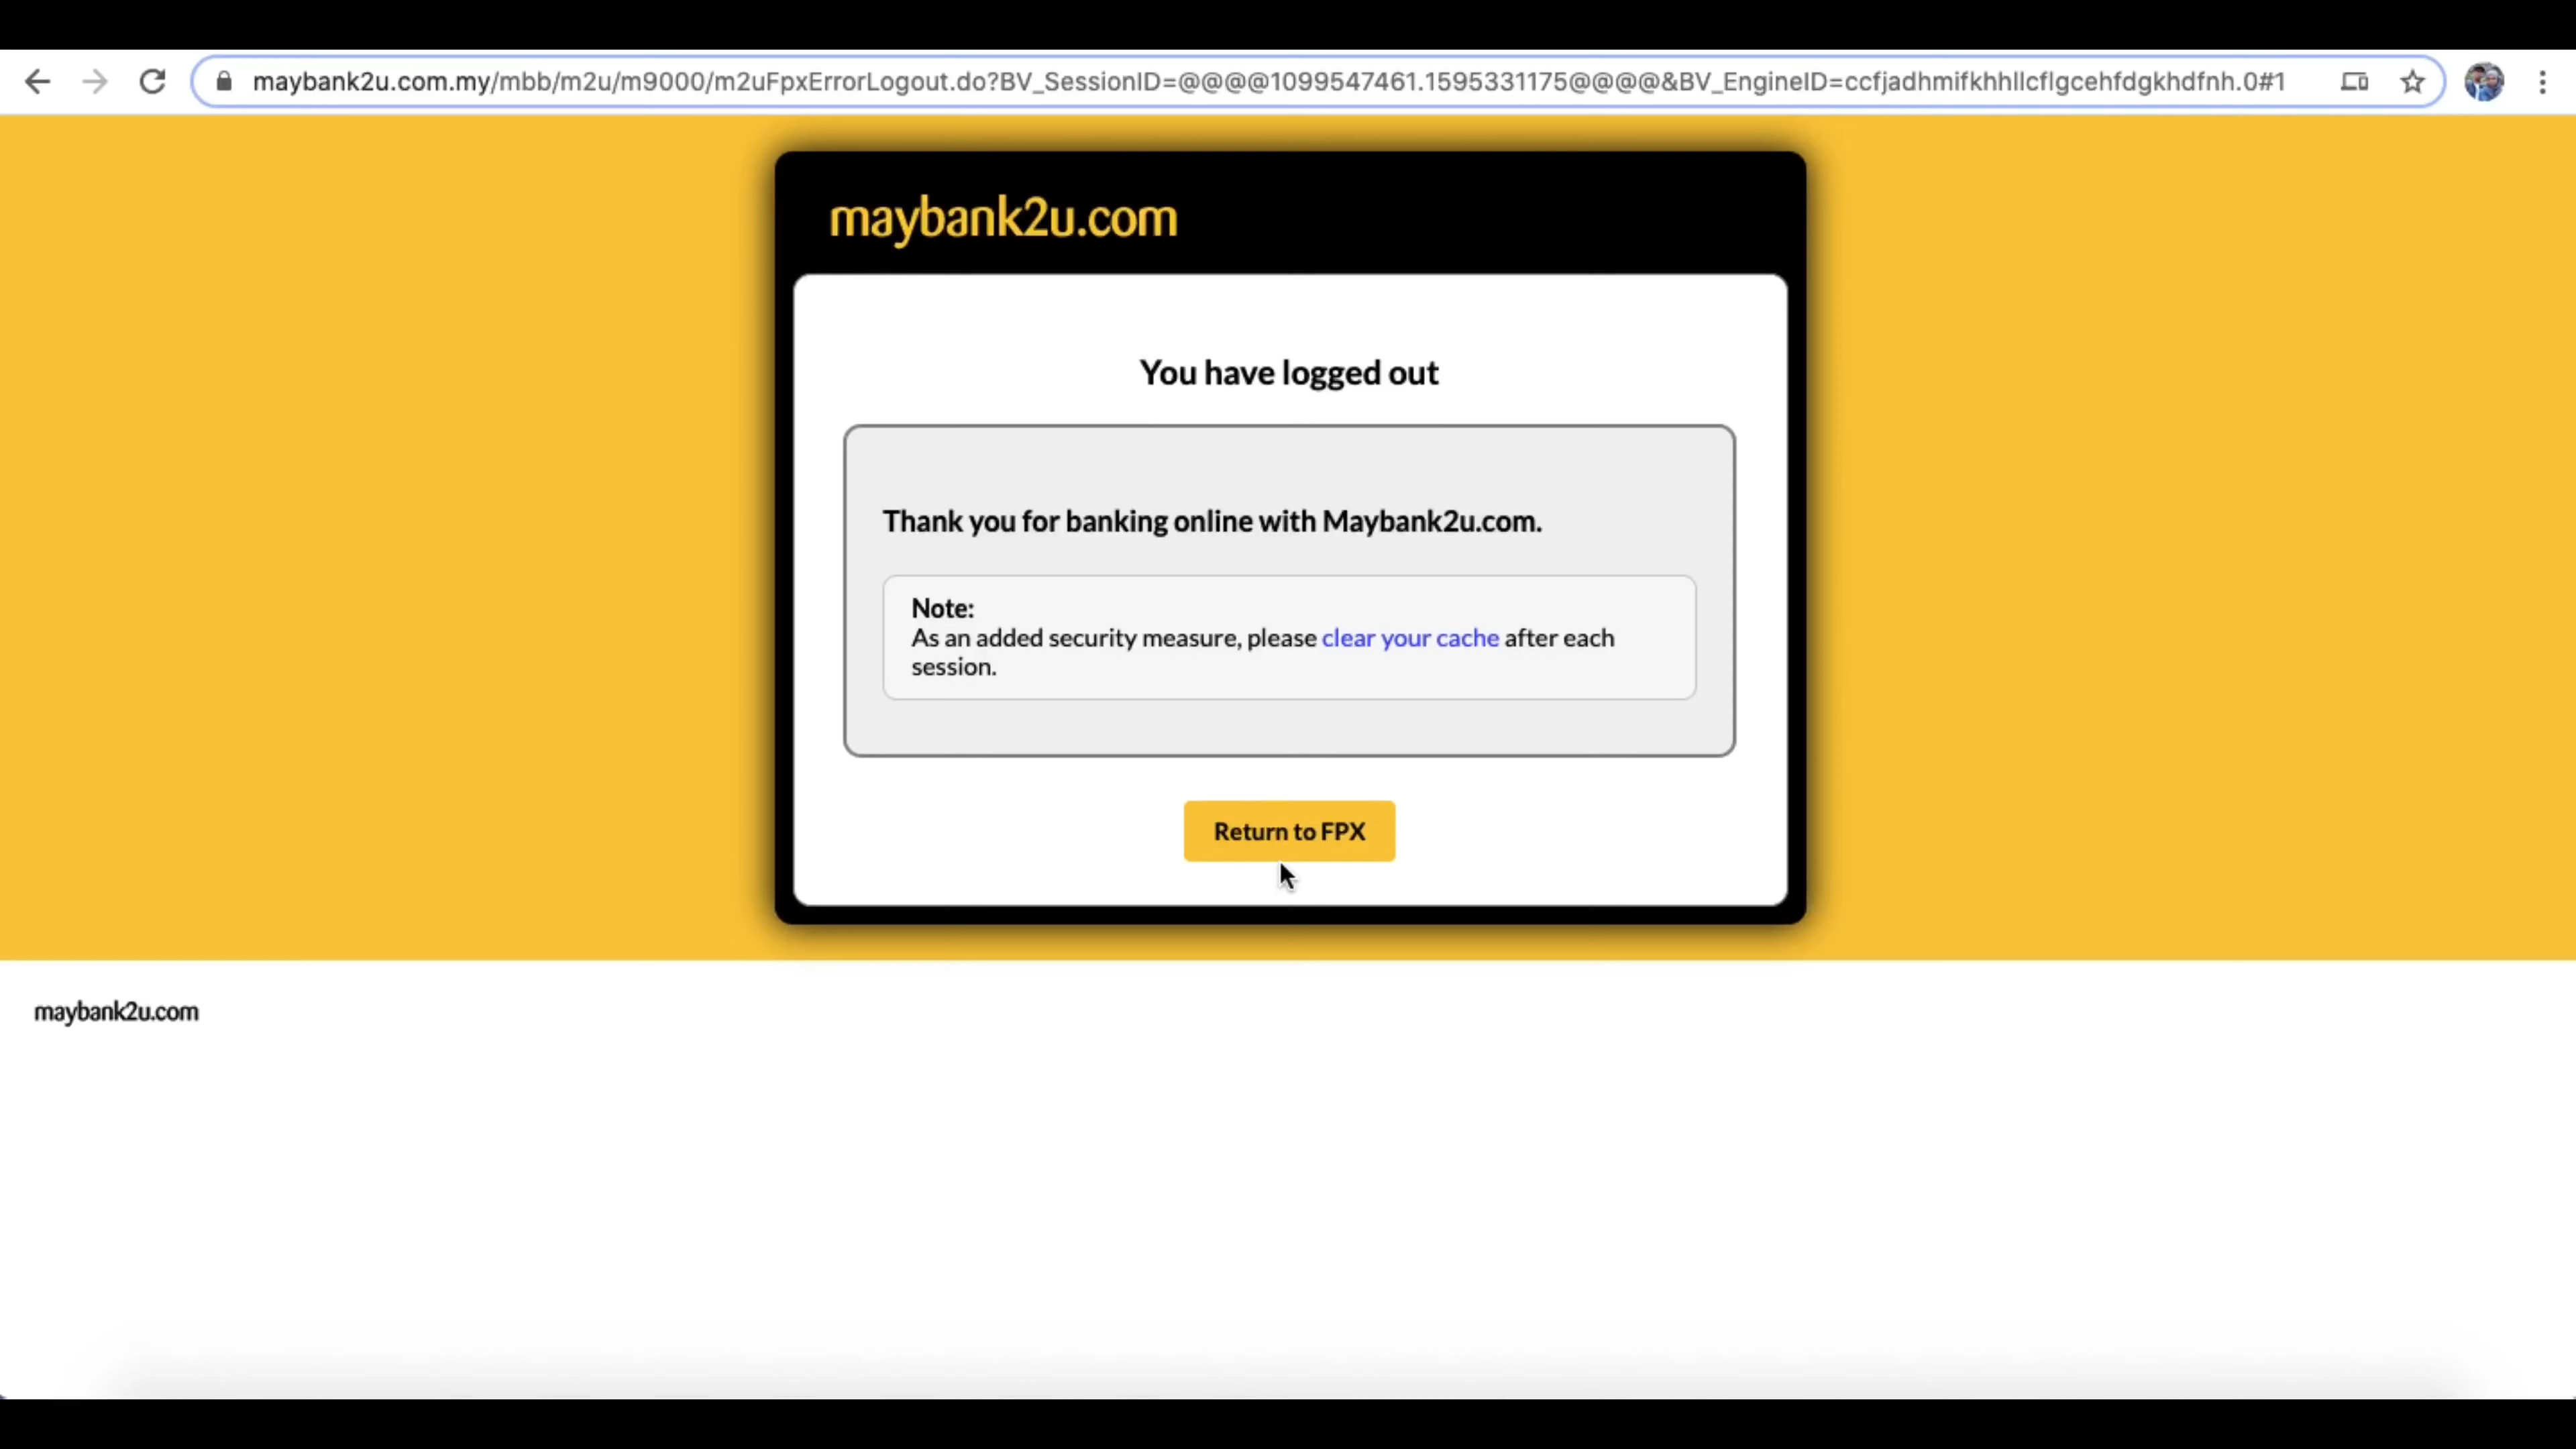 maybank2u.com.my/mbb/m2u/m9000/m2uFpxErrorLogout.do?BV_SessionID=@@@@1099547461.1595331175@@@@&BV_EngineID=ccfjadhmifkhhllcflgcehfdgkhdfnh.0#1
maybank2u.com
You have logged out
Thank you for banking online with Maybank2u.com.
Note:
As an added security measure, please clear your cache after each
session.
Return to FPX
maybank2u.com